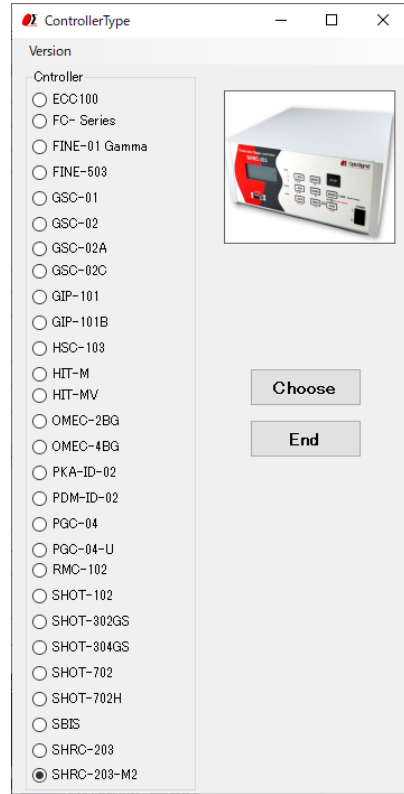 ControllerType
Version
Cntroller
ECC100
FC- Series
FINE-01 Gamma
FINE-503
GSC-01
GSC-02
GSC-02A
GSC-02C
GIP-101
GIP-101B
HSC-103
HIT-M
HIT-MV
OMEC-2BG
OMEC-4BG
PKA-ID-02
PDM-ID-02
PGC-04
PGC-04-U
RMC-102
SHOT-102
SHOT-302GS
SHOT-304GS
SHOT-702
SHOT-702H
SBIS
SHRC-203
SHRC-203-M2
SHRC-203
OptoSigma
Choose
End